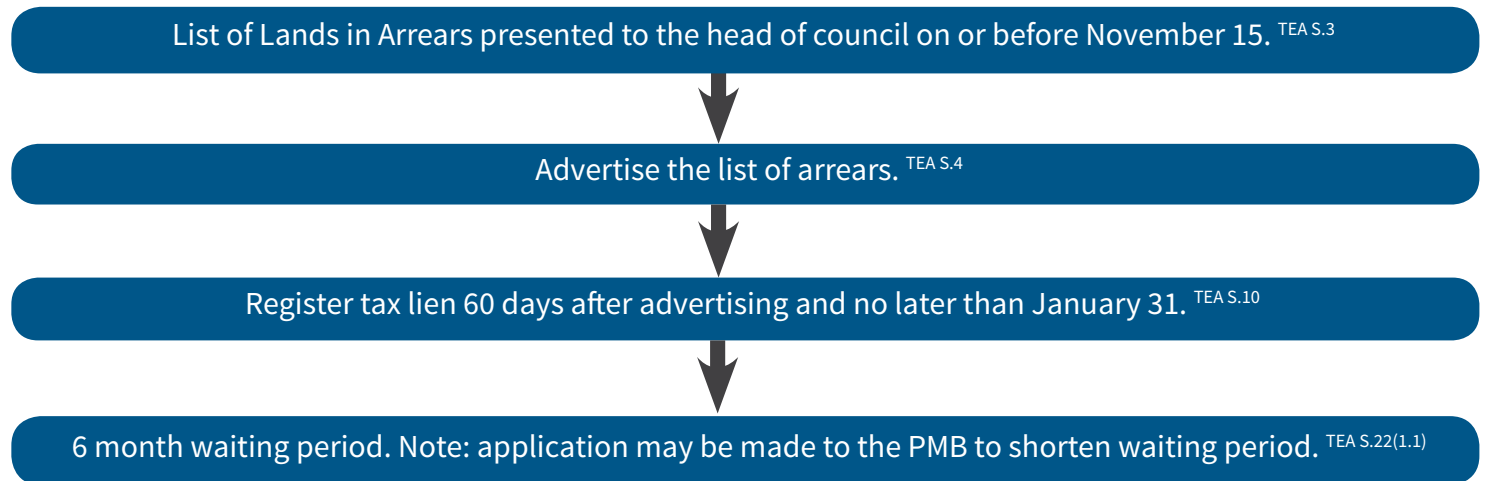 List of Lands in Arrears presented to the head of council on or before November 15. TEA S.3
Advertise the list of arrears. TEA S.4
Register tax lien 60 days after advertising and no later than January 31. TEA S.10
6 month waiting period. Note: application may be made to the PMB to shorten waiting period. TEA S.22(1.1)